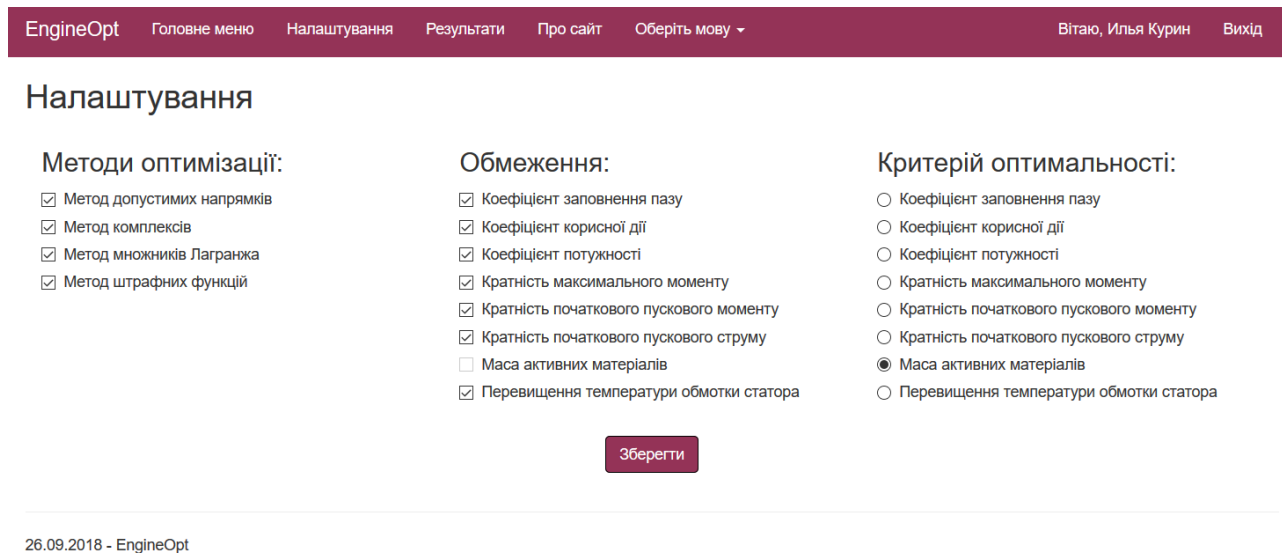 EngineOpt Головне меню Налаштування Результати Про сайт Оберіть мову Вітаю, Илья Курин Вихід
Налаштування
Методи оптимізації:
Метод допустимих напрямків
Метод комплексів
Метод множників Лагранжа
Метод штрафних функцій
Обмеження:
Коефіцієнт заповнення пазу
Коефіцієнт корисної дії
Коефіцієнт потужності
Кратність максимального моменту
Кратність початкового пускового моменту
Кратність початкового пускового струму
Маса активних матеріалів
Перевищення температури обмотки статора
Критерій оптимальності:
Коефіцієнт заповнення пазу
Коефіцієнт корисної дії
Коефіцієнт потужності
Кратність максимального моменту
Кратність початкового пускового моменту
Кратність початкового пускового струму
Маса активних матеріалів
Перевищення температури обмотки статора
Зберегти
26.09.2018 - EngineOpt